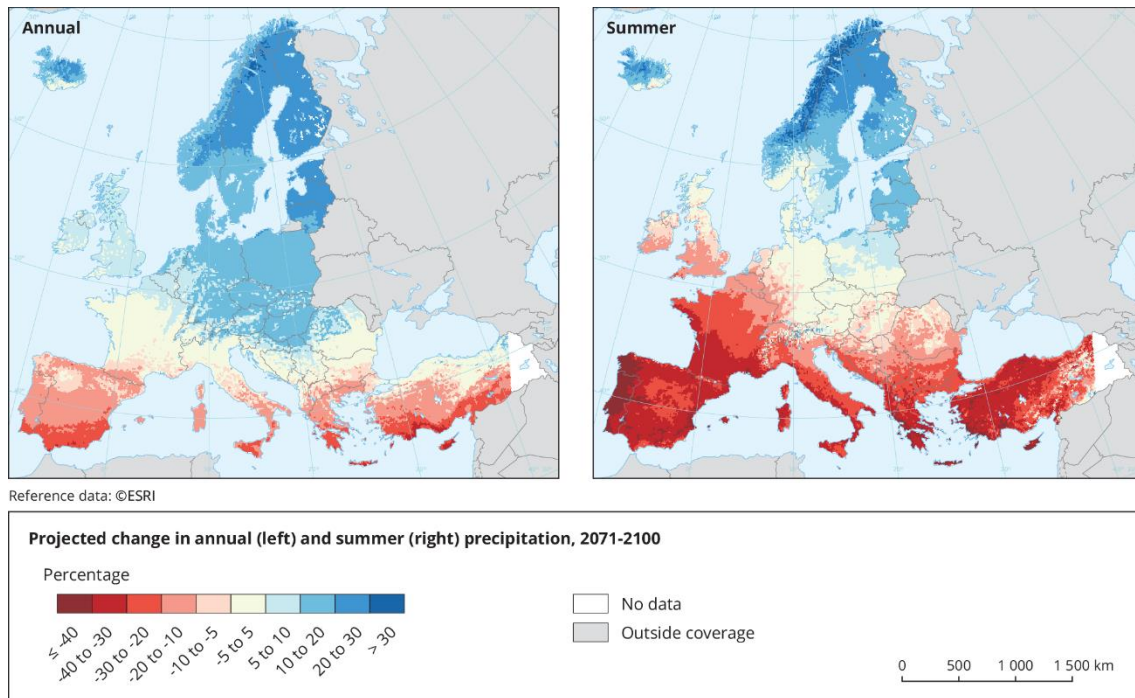 Annual
Summer
Reference data: ©ESRI
Projected change in annual (left) and summer (right) precipitation, 2071-2100
Percentage
≤ -40
-40 to -30
-30 to -20
-20 to -10
-10 to -5
-5 to 5
5 to 10
10 to 20
20 to 30
> 30
No data
Outside coverage
0 500 1 000 1 500 km